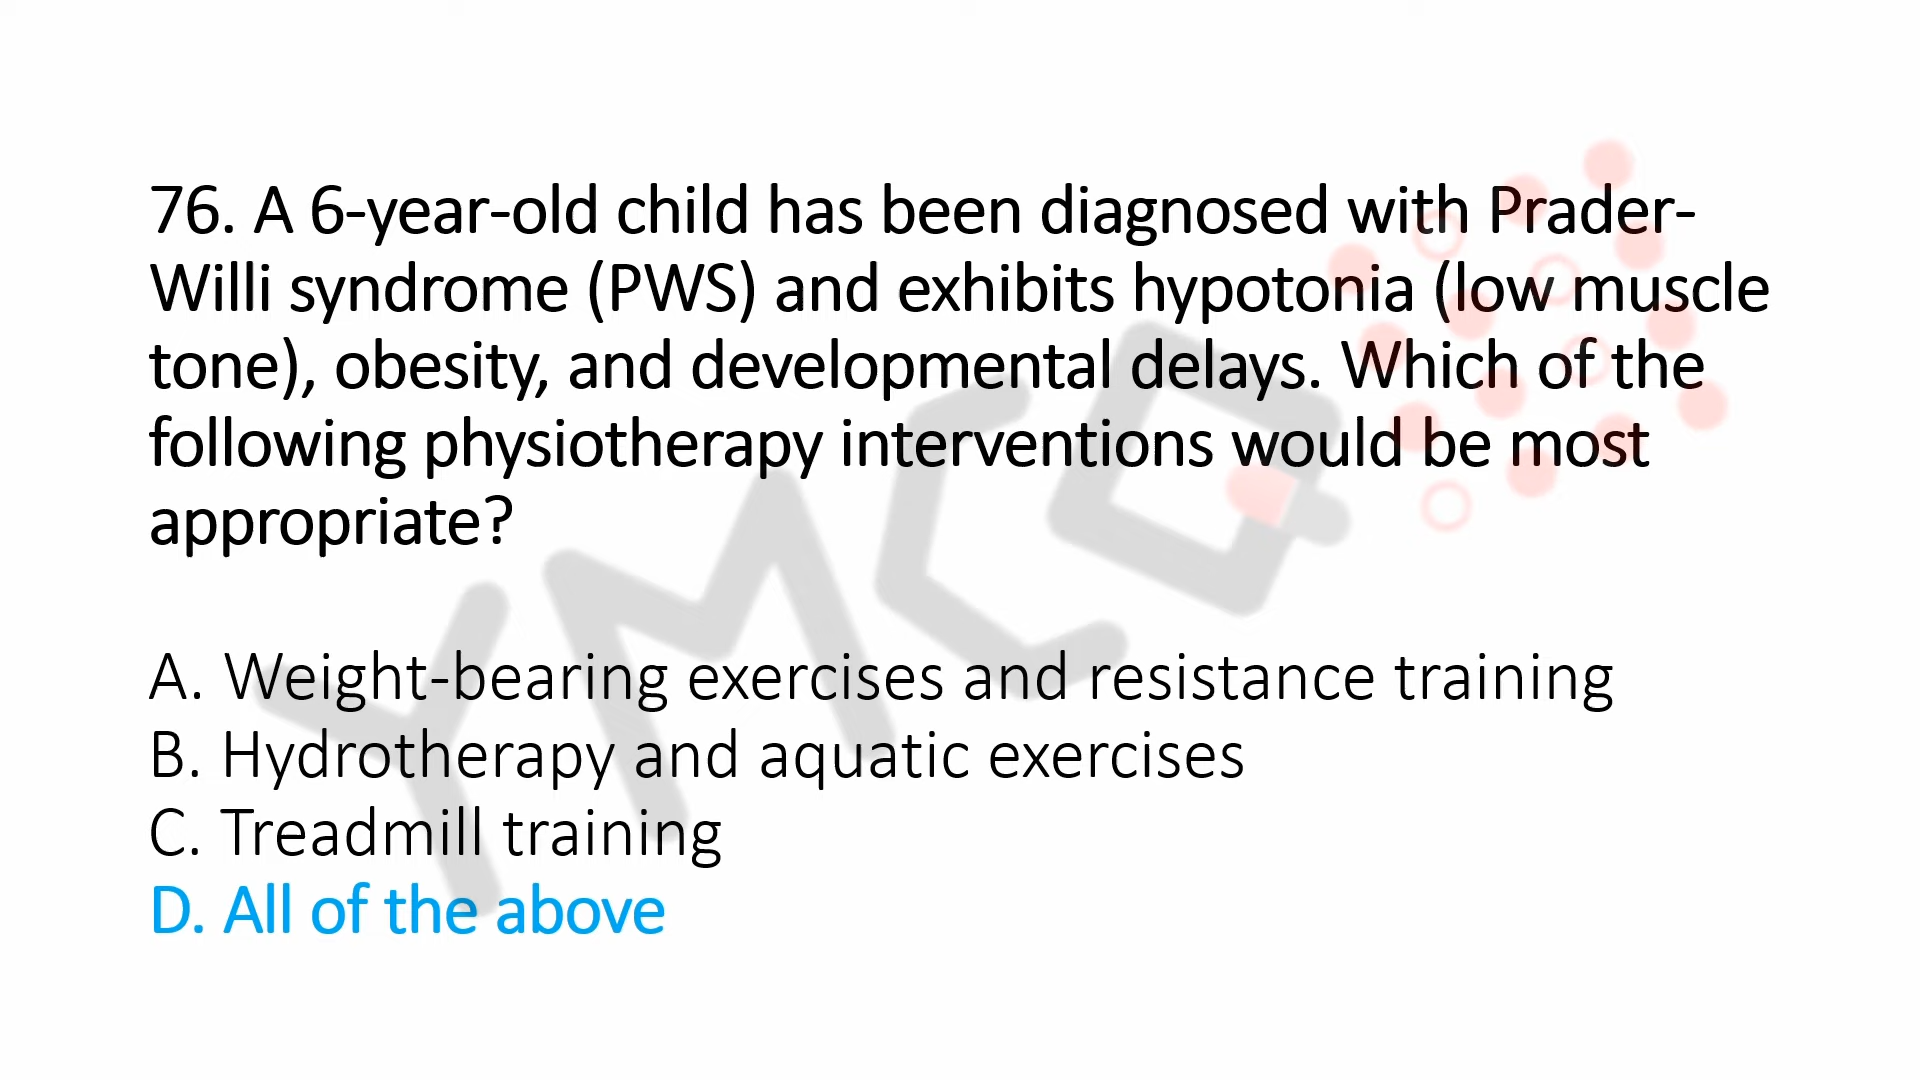 76. A 6-year-old child has been diagnosed with Prader-
Willi syndrome (PWS) and exhibits hypotonia (low muscle
tone), obesity, and developmental delays. Which of the
following physiotherapy interventions would be most
appropriate?
A. Weight-bearing exercises and resistance training
B. Hydrotherapy and aquatic exercises
C. Treadmill training
D. All of the above
YMCQ